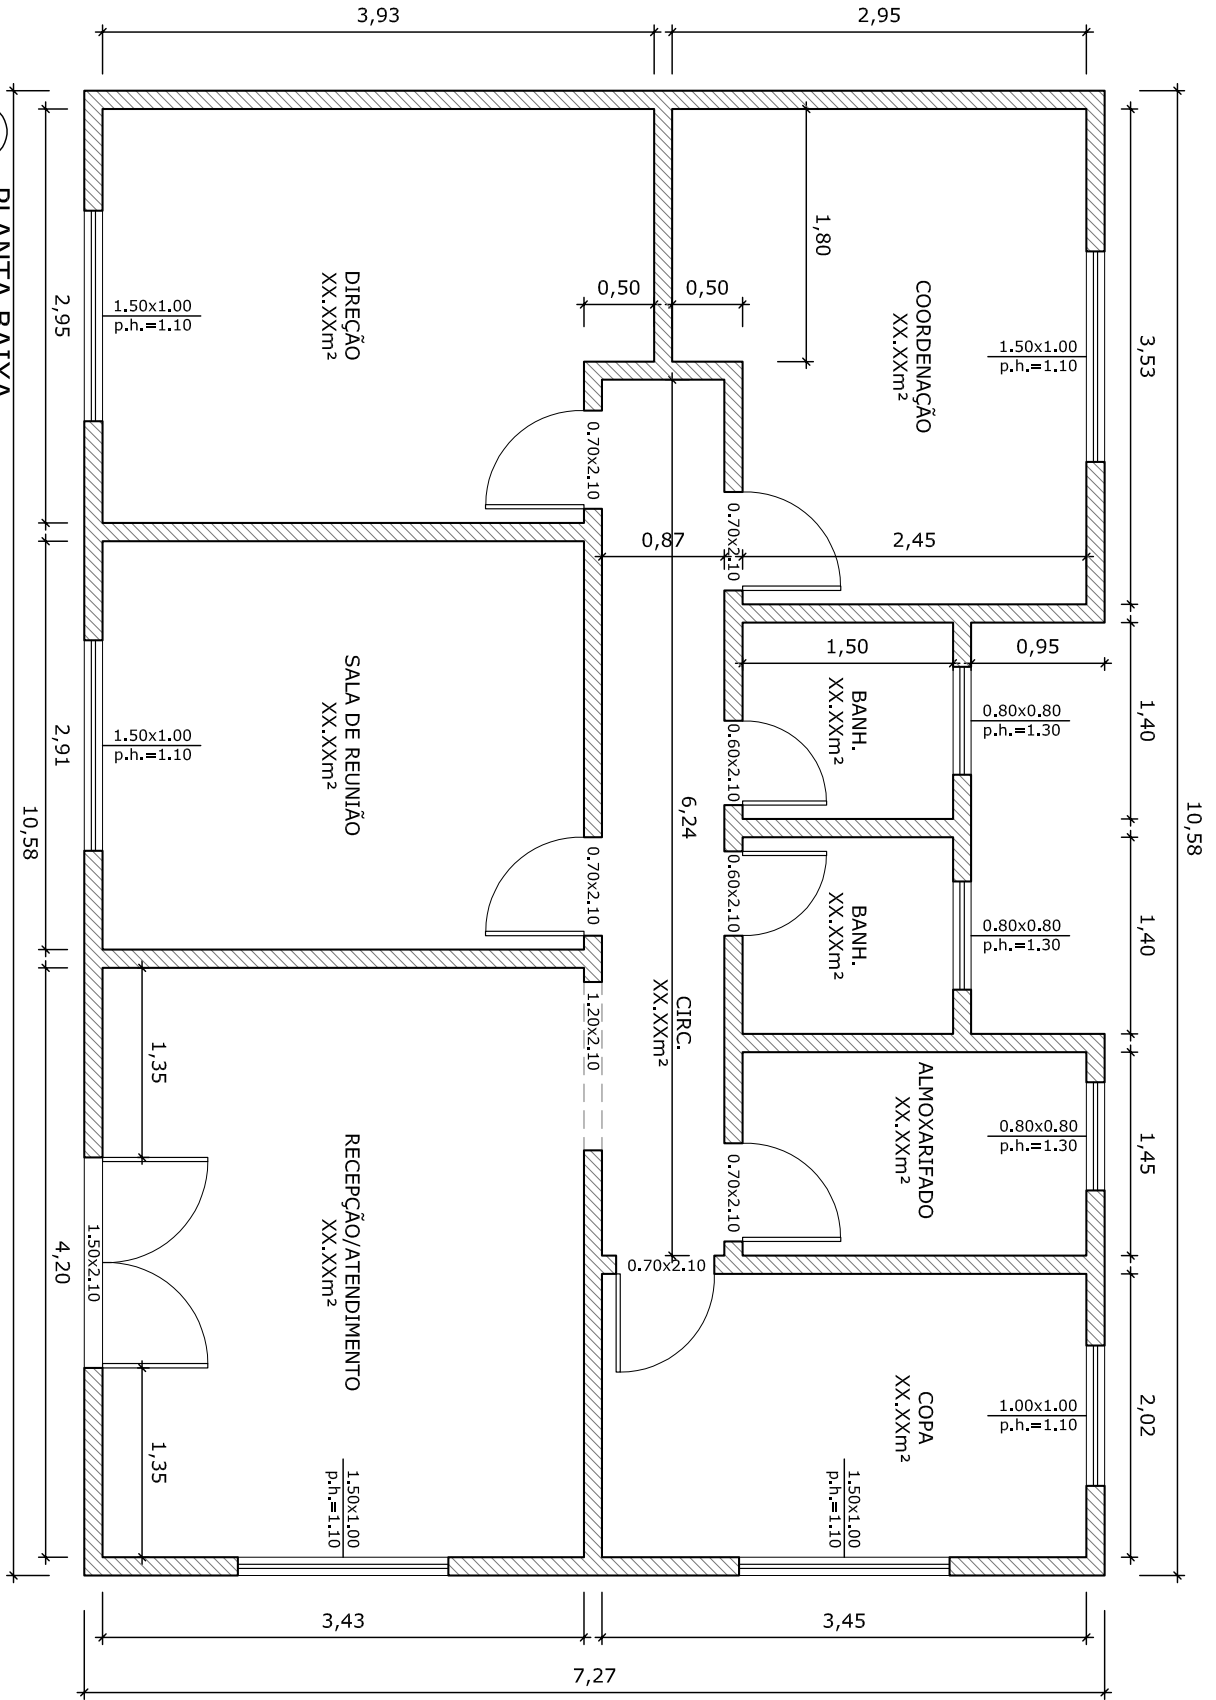 3,93
2,95
10,58
3,53
1,40
1,40
1,45
2,02
COORDENAÇÃO
XX.XXm²
1.50x1.00
p.h.=1.10
1,80
0,50
0,50
DIREÇÃO
XX.XXm²
1.50x1.00
p.h.=1.10
2,95
PLANTA BAIXA
0.70x2.10
0.70x2.10
0,87
2,45
1,50
0,95
BANH.
XX.XXm²
0.80x0.80
p.h.=1.30
0.60x2.10
SALA DE REUNIÃO
XX.XXm²
1.50x1.00
p.h.=1.10
2,91
10,58
6,24
0.70x2.10
0.60x2.10
BANH.
XX.XXm²
0.80x0.80
p.h.=1.30
CIRC.
XX.XXm²
1.20x2.10
ALMOXARIFADO
XX.XXm²
0.80x0.80
p.h.=1.30
0.70x2.10
1,35
RECEPÇÃO/ATENDIMENTO
XX.XXm²
1.50x2.10
4,20
0.70x2.10
COPA
XX.XXm²
1.00x1.00
p.h.=1.10
1,35
1.50x1.00
p.h.=1.10
1.50x1.00
p.h.=1.10
3,43
3,45
7,27